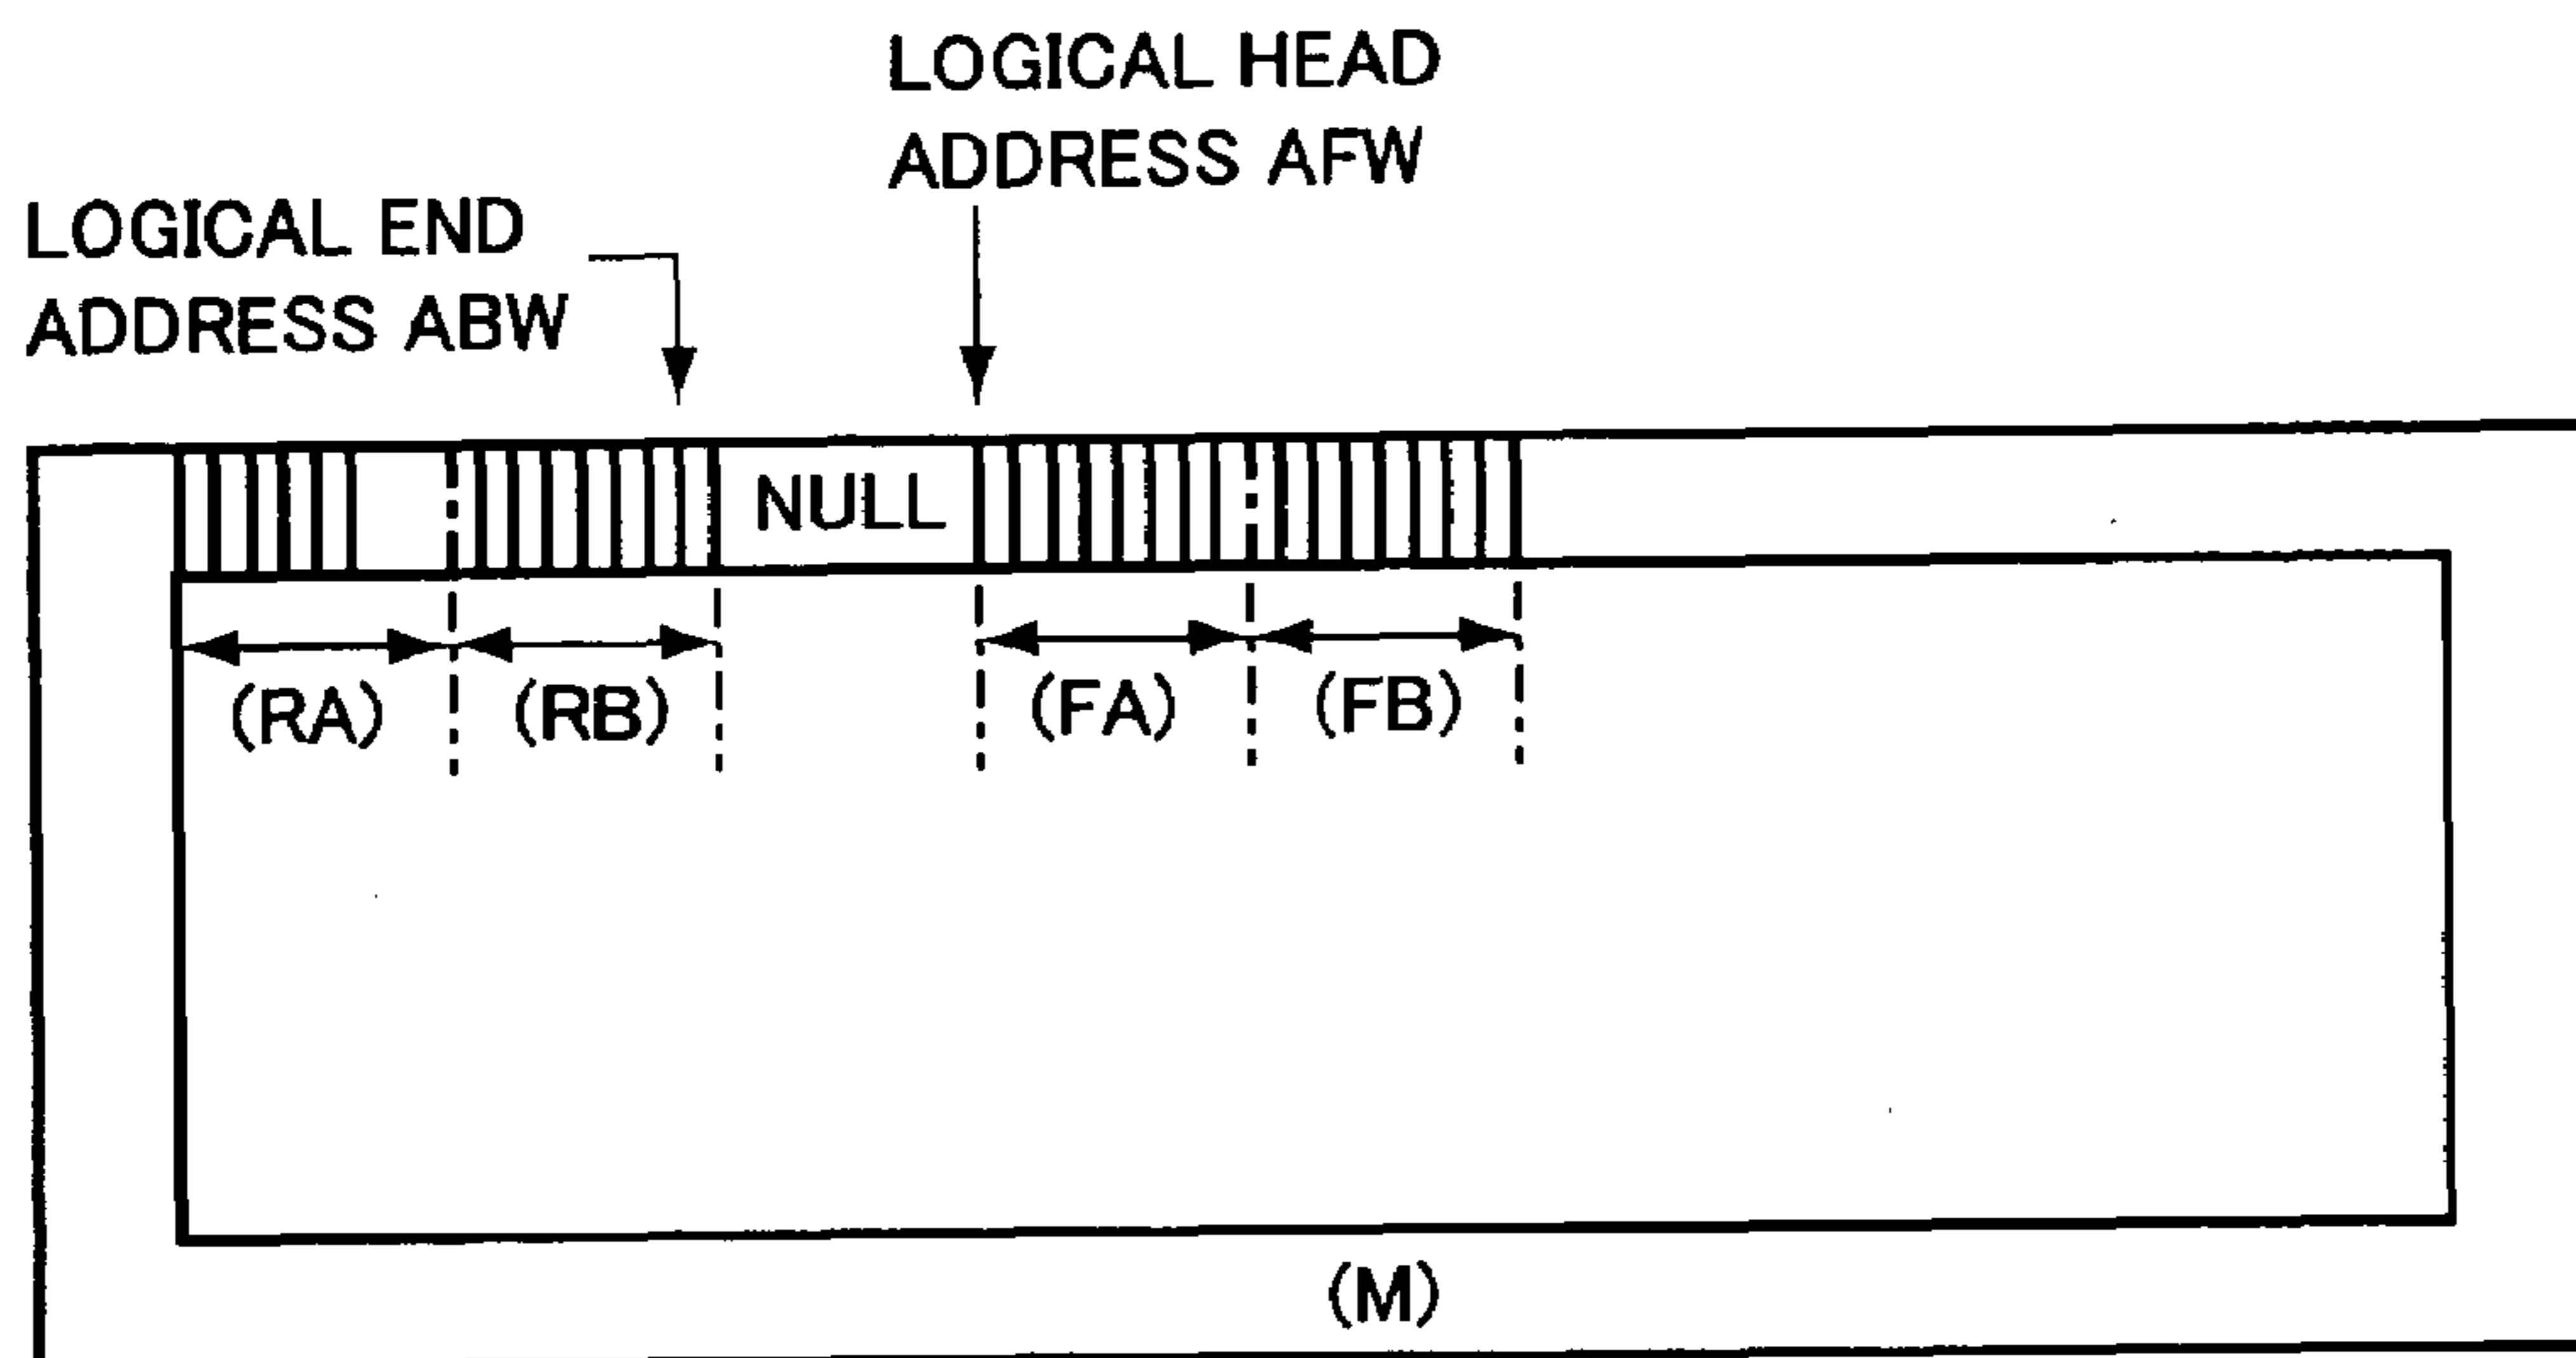 LOGICAL HEAD
ADDRESS AFW
LOGICAL END
ADDRESS ABW
NULL
(RA) (RB) (FA) (FB)
(M)